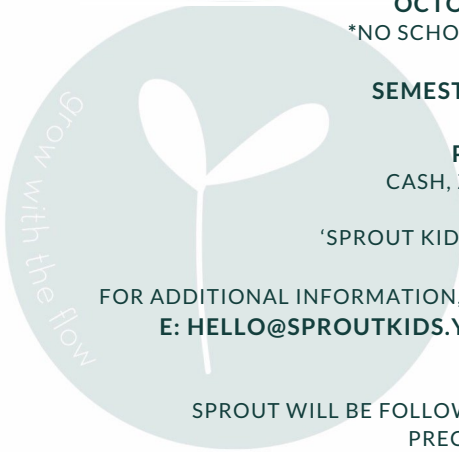 OCTO
*NO SCHO
SEMEST
CASH,
'SPROUT KID
FOR ADDITIONAL INFORMATION,
E: HELLO@SPROUTKIDS.Y
SPROUT WILL BE FOLLOW
PREC
grow with the flow